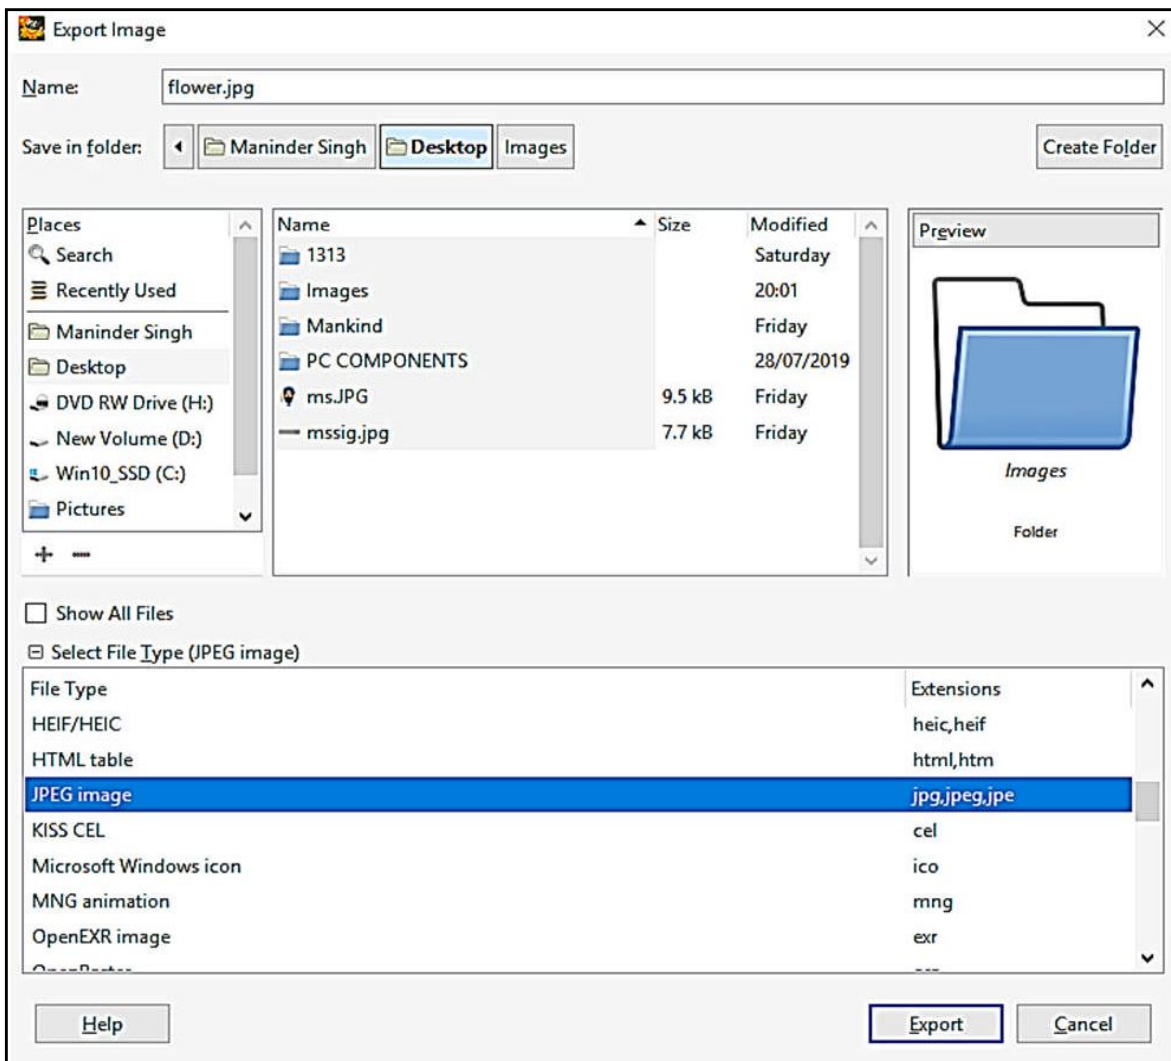 Export Image
Name: flower.jpg
Save in folder: Maninder Singh Desktop Images Create Folder
Places
Search
Recently Used
Maninder Singh
Desktop
DVD RW Drive (H:)
New Volume (D:)
Win10_SSD (C:)
Pictures
Name Size Modified
1313 Saturday
Images 20:01
Mankind Friday
PC COMPONENTS 28/07/2019
ms.JPG 9.5 kB Friday
mssig.jpg 7.7 kB Friday
Preview
Images
Folder
Show All Files
Select File Type (JPEG image)
File Type Extensions
HEIF/HEIC heic,heif
HTML table html,htm
JPEG image jpg,jpeg,jpe
KISS CEL cel
Microsoft Windows icon ico
MNG animation mng
OpenEXR image exr
Help Export Cancel